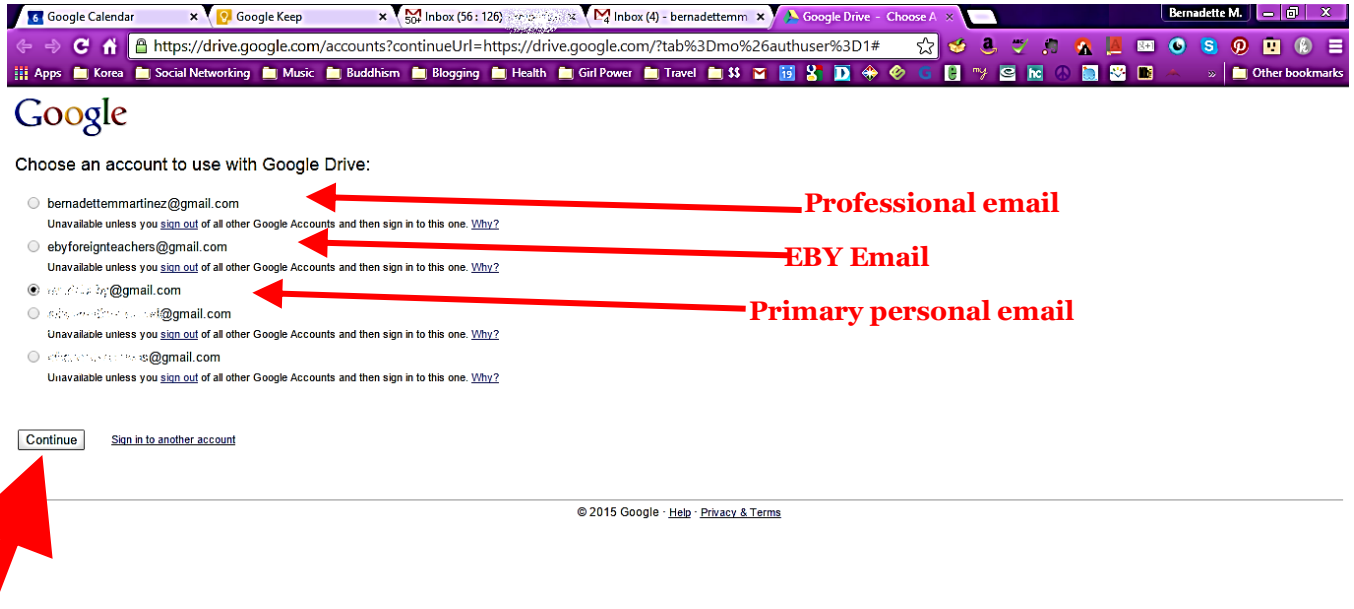 Google Calendar x Google Keep x Inbox (56 : 126) x Inbox (4) - bernadettemm x Google Drive - Choose A x Bernadette M.
https://drive.google.com/accounts?continueUrl=https://drive.google.com/?tab%3Dmo%26authuser%3D1#
Apps Korea Social Networking Music Buddhism Blogging Health Girl Power Travel $$ Other bookmarks
Google
Choose an account to use with Google Drive:
bernadettemmartinez@gmail.com
Professional email
Unavailable unless you sign out of all other Google Accounts and then sign in to this one. Why?
ebyforeignteachers@gmail.com
EBY Email
Unavailable unless you sign out of all other Google Accounts and then sign in to this one. Why?
@gmail.com
Primary personal email
@gmail.com
Unavailable unless you sign out of all other Google Accounts and then sign in to this one. Why?
@gmail.com
Unavailable unless you sign out of all other Google Accounts and then sign in to this one. Why?
Continue Sign in to another account
© 2015 Google · Help · Privacy & Terms